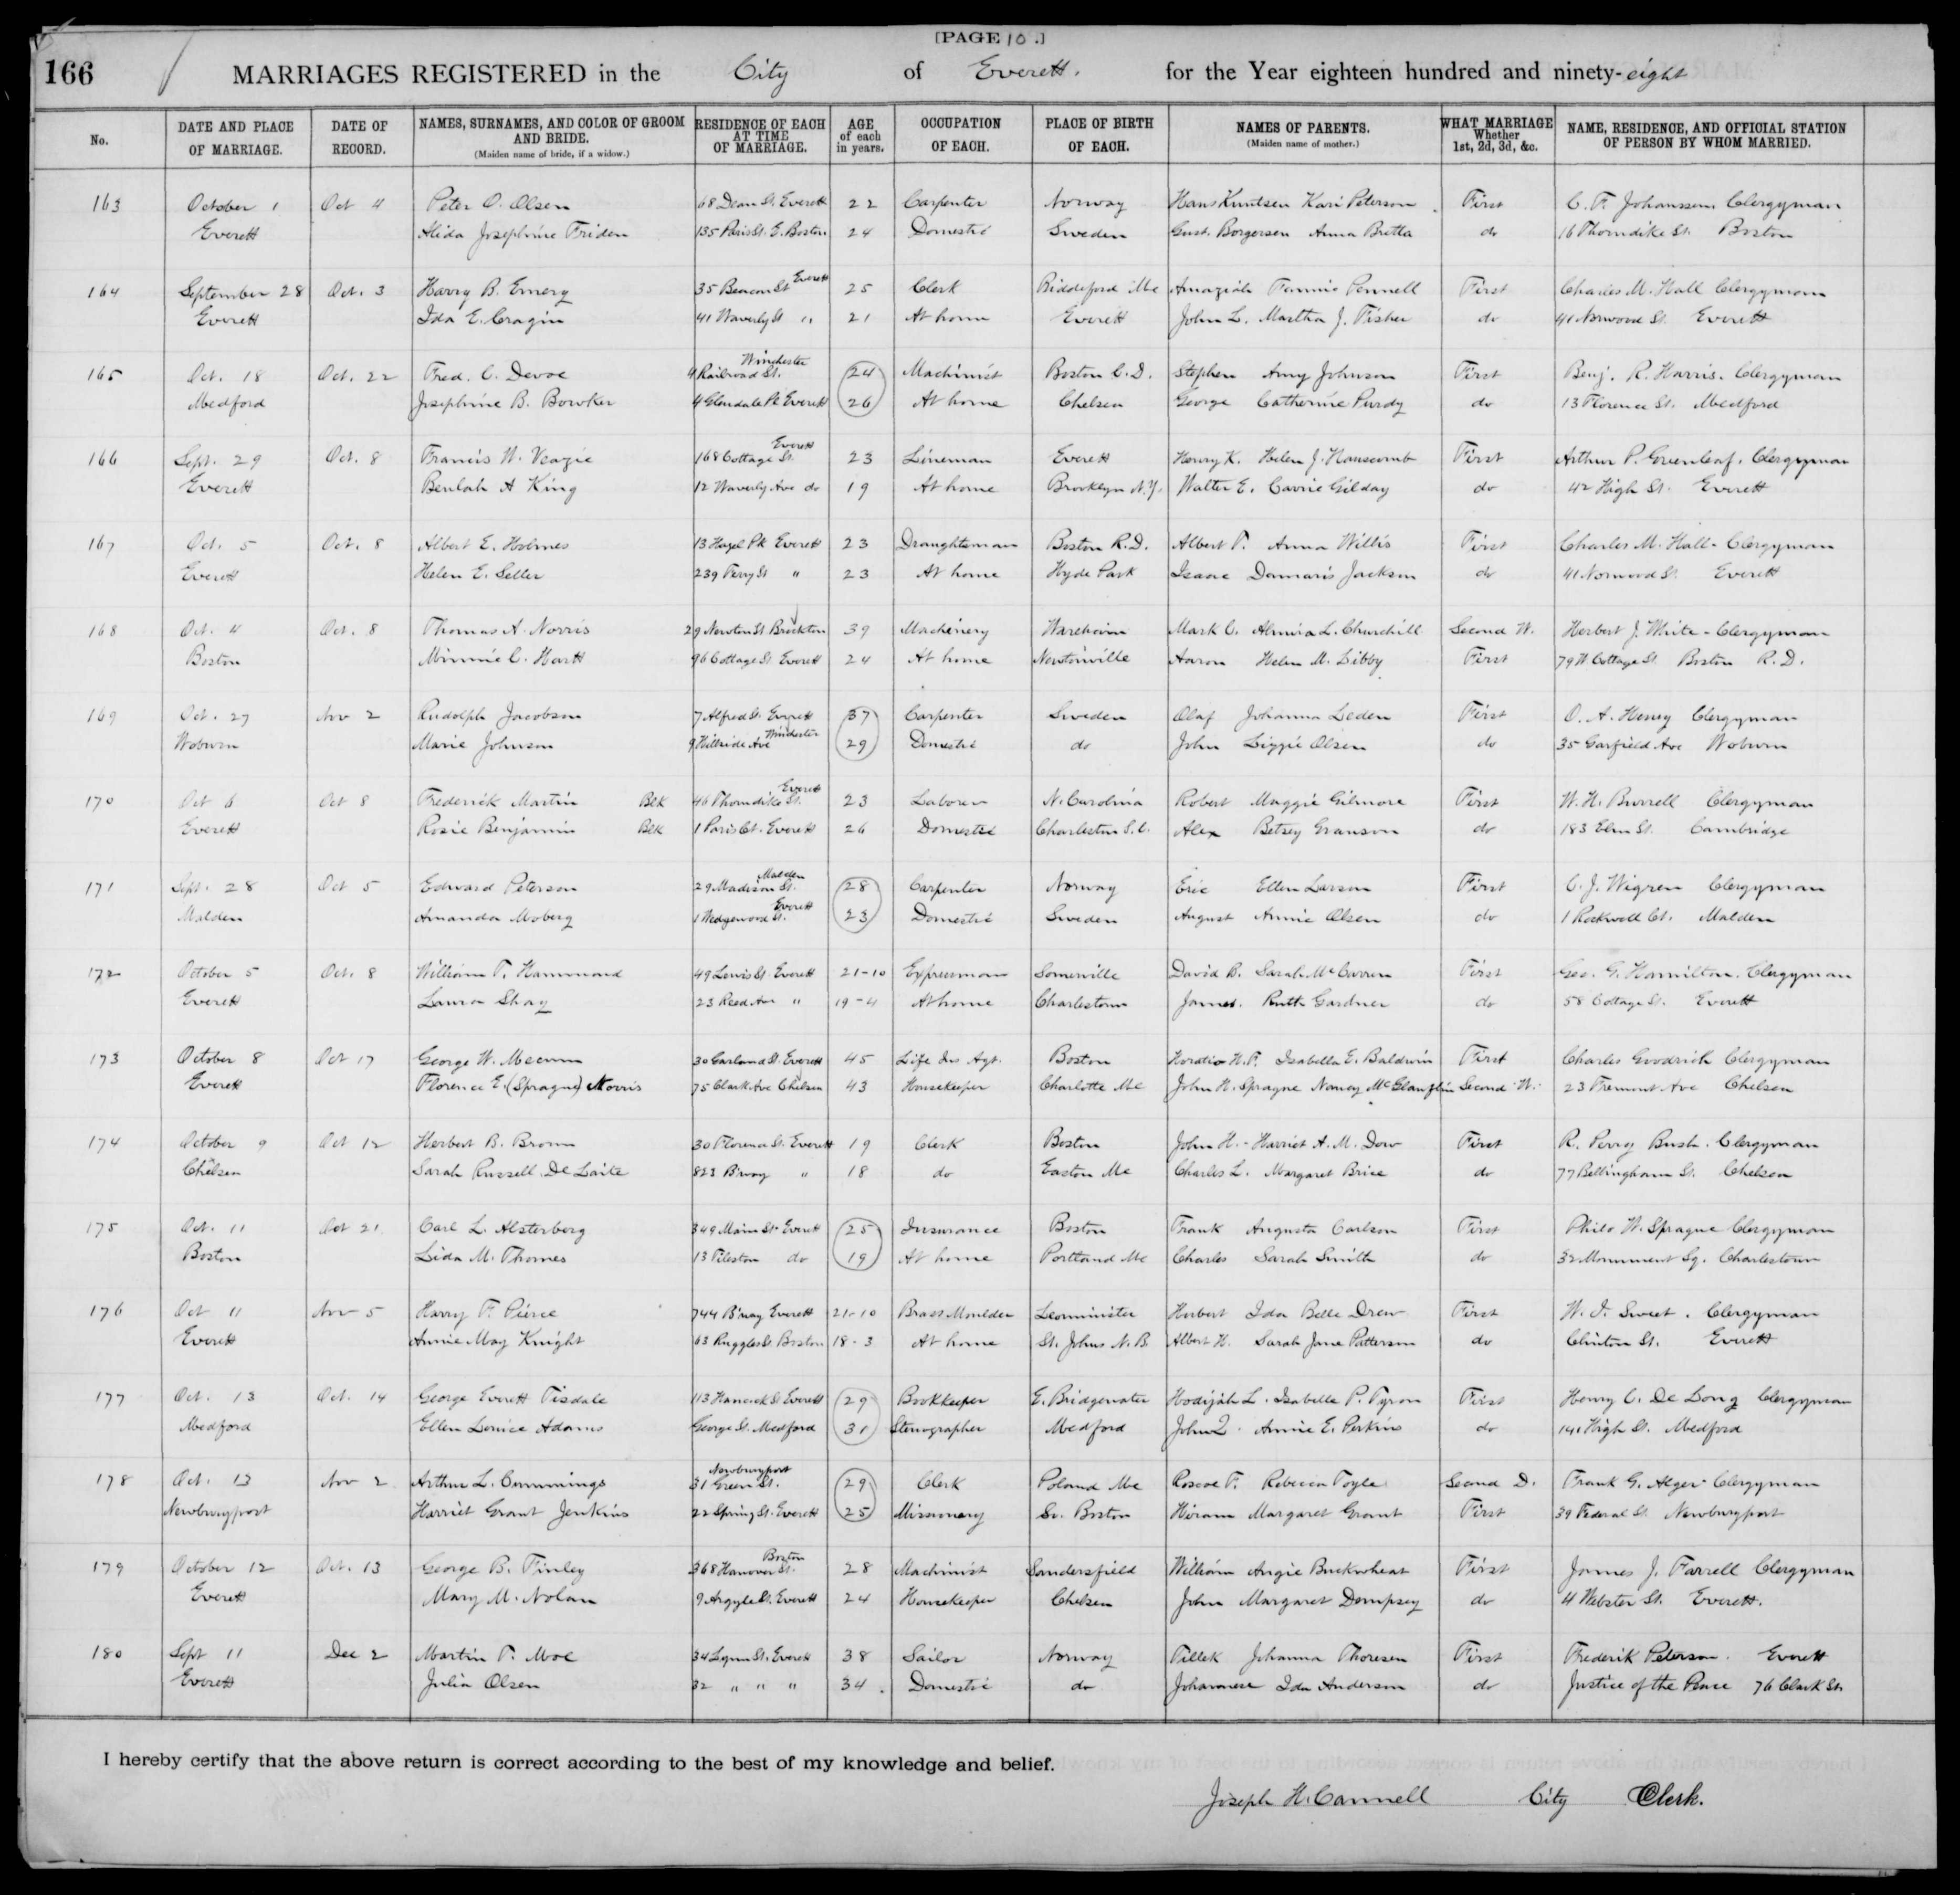 [PAGE 10.]
166 MARRIAGES REGISTERED in the City of Everett. for the Year eighteen hundred and ninety-eight
No. DATE AND PLACE OF MARRIAGE. DATE OF RECORD. NAMES, SURNAMES, AND COLOR OF GROOM AND BRIDE. (Maiden name of bride, if a widow.) RESIDENCE OF EACH AT TIME OF MARRIAGE. AGE of each in years. OCCUPATION OF EACH. PLACE OF BIRTH OF EACH. NAMES OF PARENTS. (Maiden name of mother.) WHAT MARRIAGE Whether 1st, 2d, 3d, &c. NAME, RESIDENCE, AND OFFICIAL STATION OF PERSON BY WHOM MARRIED.
163 October 1 Oct 4 Peter O. Olsen 68 Dean St. Everett 22 Carpenter Norway Hans Knutsen Kari Peterson First C. F. Johanssen, Clergyman
Everett Alida Josephine Friden 135 Paris St. E. Boston 24 Domestic Sweden Gust. Borgersen Anna Britta do 16 Thorndike St. Boston
164 September 28 Oct. 3 Harry B. Emery 35 Beacon St Everett 25 Clerk Biddeford Me Amaziah Fannie Pennell First Charles M. Hall Clergyman
Everett Ida E. Cragin 41 Waverly St " 21 At home Everett John L. Martha J. Fisher do 41 Norwood St. Everett
165 Oct. 18 Oct. 22 Fred. C. Devoe 4 Railroad St. Winchester 24 Machinist Boston C.D. Stephen Amy Johnson First Benj. R. Harris. Clergyman
Medford Josephine B. Bowker 4 Glendale Pk Everett 26 At home Chelsea George Catherine Purdy do 13 Florence St. Medford
166 Sept. 29 Oct. 8 Francis W. Veazie 168 Cottage St. Everett 23 Lineman Everett Henry K. Helen J. Hanscomb First Arthur P. Greenleaf. Clergyman
Everett Beulah A King 12 Waverly Ave do 19 At home Brooklyn N.Y. Walter E. Carrie Gilday do 42 High St. Everett
167 Oct. 5 Oct. 8 Albert E. Holmes 13 Hazel Pk Everett 23 Draughtsman Boston R.D. Albert T. Anna Willis First Charles M. Hall - Clergyman
Everett Helen E. Seller 239 Ferry St " 23 At home Hyde Park Isaac Damaris Jackson do 41 Norwood St. Everett
168 Oct. 4 Oct. 8 Thomas A. Norris 29 Newton St. Brockton 39 Machinery Wareham Mark C. Almira L. Churchill Second W. Herbert J. White - Clergyman
Boston Minnie C. Hartt 96 Cottage St Everett 24 At home Newtonville Aaron Helen M. Libby First 79 W Cottage St. Boston R.D.
169 Oct. 27 Nov 2 Rudolph Jacobson 7 Alfred St. Everett 37 Carpenter Sweden Olaf Johanna Leden First O. A. Henry Clergyman
Woburn Marie Johnson 9 Hillside Ave Winchester 29 Domestic do John Lizzie Olsen do 35 Garfield Ave Woburn
170 Oct 6 Oct 8 Frederick Martin Blk 46 Thorndike St. Everett 23 Laborer N. Carolina Robert Maggie Gilmore First W. H. Burrell Clergyman
Everett Rosie Benjamin Blk 1 Paris Ct. Everett 26 Domestic Charleston S.C. Alex Betsey Granson do 183 Elm St. Cambridge
171 Sept. 28 Oct 5 Edward Peterson 29 Madison St. Malden 28 Carpenter Norway Eric Ellen Larson First C. J. Wigren Clergyman
Malden Amanda Moberg 1 Wedgewood St. Everett 23 Domestic Sweden August Annie Olsen do 1 Rockwell Ct. Malden
172 October 5 Oct. 8 William T. Hammond 49 Lewis St. Everett 21-10 Expressman Somerville David B. Sarah McCarren First Geo. G. Hamilton. Clergyman
Everett Laura Shay 23 Reed Ave " 19-4 At home Charlestown James. Ruth Gardner do 58 Cottage St. Everett
173 October 8 Oct 17 George W. Mecum 30 Garland St. Everett 45 Life Ins Agt. Boston Horatio H.F. Isabella E. Baldwin First Charles Goodrich Clergyman
Everett Florence E. (Sprague) Morris 75 Clark Ave Chelsea 43 Housekeeper Charlotte Me John H. Sprague Nancy McGlauflin Second W. 23 Fremont Ave Chelsea
174 October 9 Oct 12 Herbert B. Brown 30 Florence St. Everett 19 Clerk Boston John H. - Harriet A. M. Dow First R. Perry Bush. Clergyman
Chelsea Sarah Russell De Laite 823 B'way " 18 do Easton Me Charles L. Margaret Brice do 77 Bellingham St. Chelsea
175 Oct. 11 Oct 21 Carl L. Alsterberg 349 Main St Everett 25 Insurance Boston Frank Augusta Carlson First Philo W. Sprague Clergyman
Boston Lida M. Thomes 13 Tileston do 19 At home Portland Me Charles Sarah Smith do 32 Monument Sq. Charlestown
176 Oct 11 Nov 5 Harry F. Pierce 744 B'way Everett 21-10 Brass Moulder Leominister Herbert Ida Belle Drew First W. I. Sweet. Clergyman
Everett Annie May Knight 63 Ruggles St. Boston 18-3 At home St. Johns N.B. Albert H. Sarah Jane Patterson do Clinton St. Everett
177 Oct. 13 Oct. 14 George Everett Tisdale 113 Hancock St Everett 29 Bookkeeper E. Bridgewater Hodijah L. Isabella P. Tyron First Henry C. De Long Clergyman
Medford Ellen Louice Adams George St. Medford 31 Stenographer Medford John Q. Annie E. Perkins do 141 High St. Medford
178 Oct. 13 Nov 2 Arthur L. Cummings 31 Green St. Newburyport 29 Clerk Poland Me Roscoe F. Rebecca Foyle Second D. Frank G. Alger - Clergyman
Newburyport Harriet Grant Jenkins 22 Spring St. Everett 25 Missionary So. Boston Hiram Margaret Grant First 39 Federal St Newburyport
179 October 12 Oct. 13 George B. Finley 368 Hanover St. Boston 28 Machinist Sandersfield William Angie Buckwheat First James J. Farrell Clergyman
Everett Mary M. Nolan 9 Argyle St. Everett 24 Housekeeper Chelsea John Margaret Dempsey do 4 Webster St. Everett.
180 Sept 11 Dec 2 Martin T. Moe 34 Lynn St. Everett 38 Sailor Norway Tillek Johanna Thoresen First Frederik Peterson. Everett
Everett Julia Olsen 32 " " " 34 Domestic do Ida Anderson do Justice of the Peace 76 Clark St.
I hereby certify that the above return is correct according to the best of my knowledge and belief.
Joseph H. Cannell City Clerk.